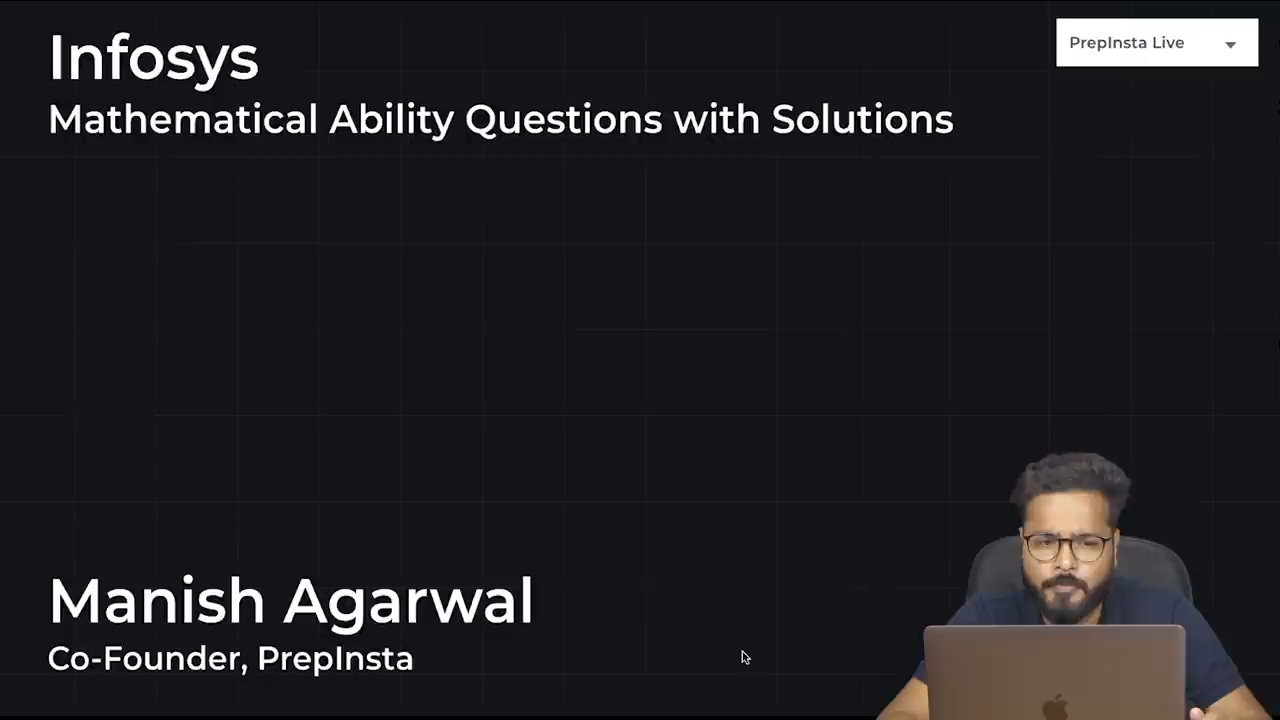 Infosys
PrepInsta Live
Mathematical Ability Questions with Solutions
Manish Agarwal
Co-Founder, PrepInsta